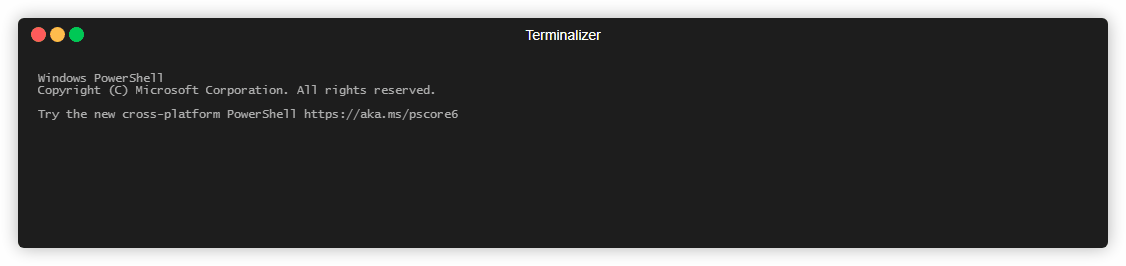 Terminalizer
Windows PowerShell
Copyright (C) Microsoft Corporation. All rights reserved.
Try the new cross-platform PowerShell https://aka.ms/pscore6